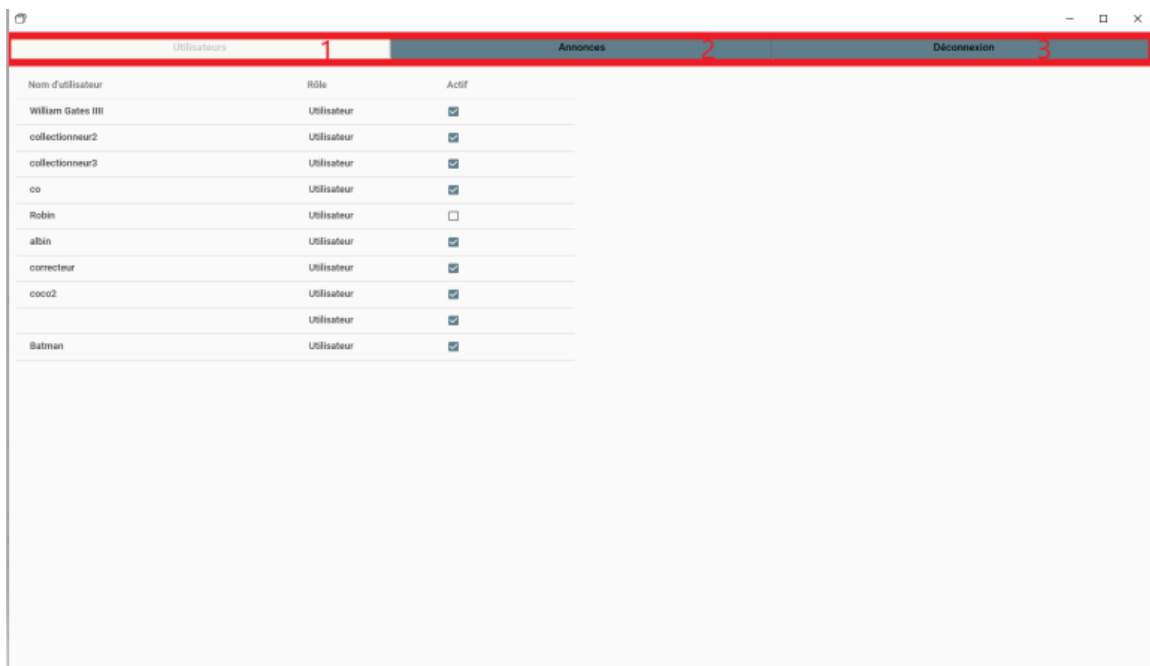 Utilisateurs 1 Annonces 2 Déconnexion 3
Nom d'utilisateur Rôle Actif
William Gates IIII Utilisateur
collectionneur2 Utilisateur
collectionneur3 Utilisateur
co Utilisateur
Robin Utilisateur
albin Utilisateur
correcteur Utilisateur
coco2 Utilisateur
Utilisateur
Batman Utilisateur